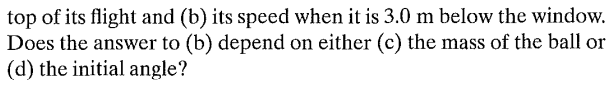 top of its flight and (b) its speed when it is 3.0 m below the window.
Does the answer to (b) depend on either (c) the mass of the ball or
(d) the initial angle?